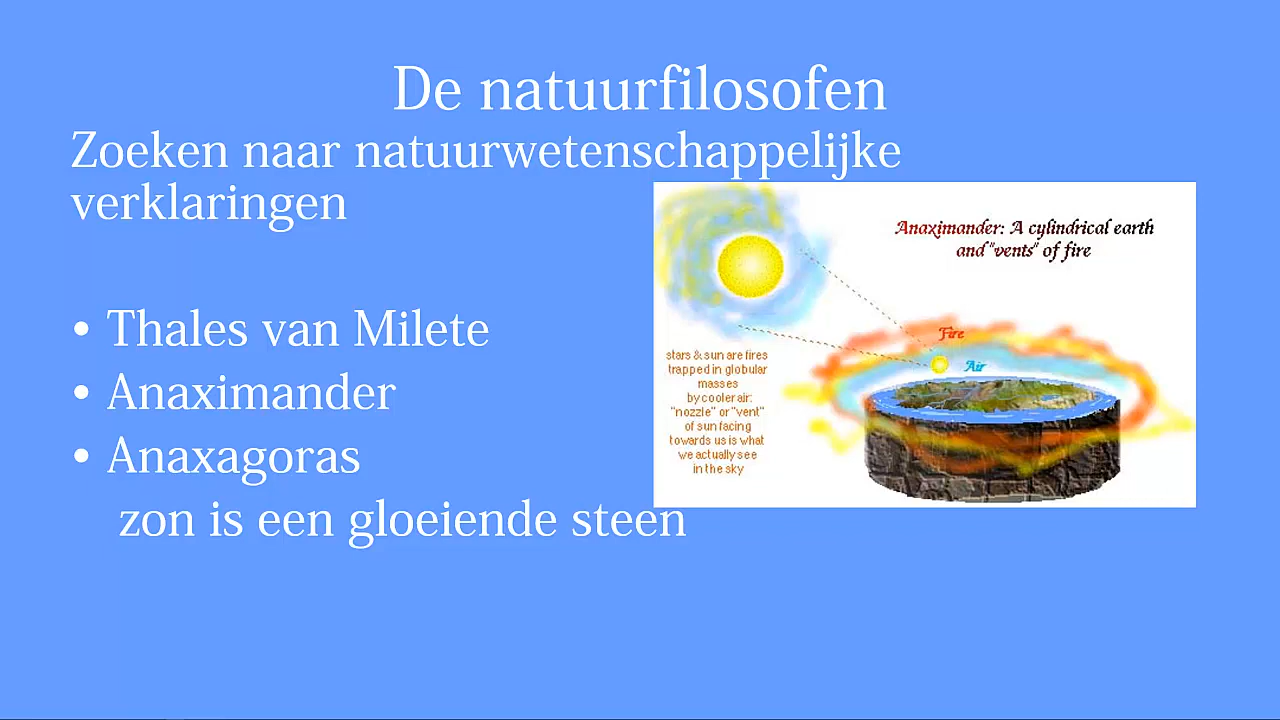 De natuurfilosofen
Zoeken naar natuurwetenschappelijke
verklaringen
• Thales van Milete
• Anaximander
• Anaxagoras
zon is een gloeiende steen
Anaximander: A cylindrical earth
and "vents" of fire
Fire
Air
stars & sun are fires
trapped in globular
masses
by cooler air:
"nozzle" or "vent"
of sun facing
towards us is what
we actually see
in the sky